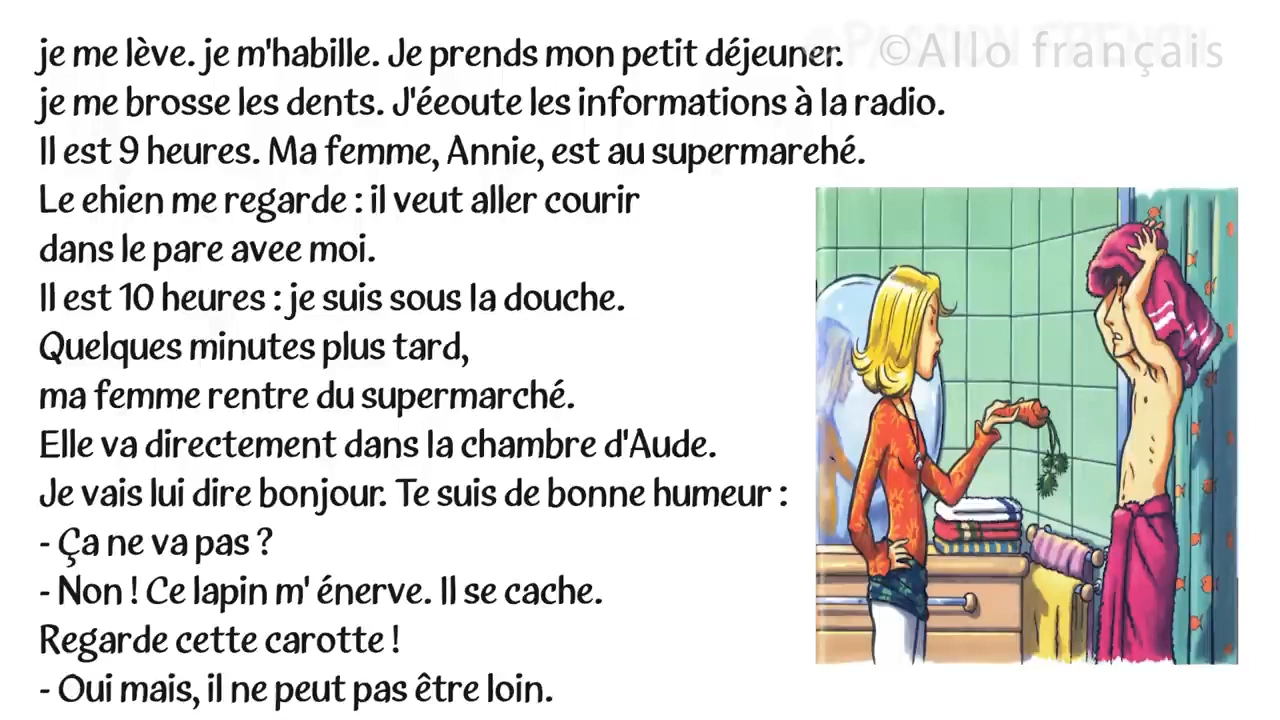 je me lève. je m'habille. Je prends mon petit déjeuner.
©Allo français
je me brosse les dents. J'éeoute les informations à la radio.
Il est 9 heures. Ma femme, Annie, est au supermarehé.
Le ehien me regarde : il veut aller courir
dans le pare avee moi.
Il est 10 heures : je suis sous la douche.
Quelques minutes plus tard,
ma femme rentre du supermarché.
Elle va directement dans la chambre d'Aude.
Je vais lui dire bonjour. Te suis de bonne humeur :
- Ça ne va pas ?
- Non ! Ce lapin m' énerve. Il se cache.
Regarde cette carotte !
- Oui mais, il ne peut pas être loin.